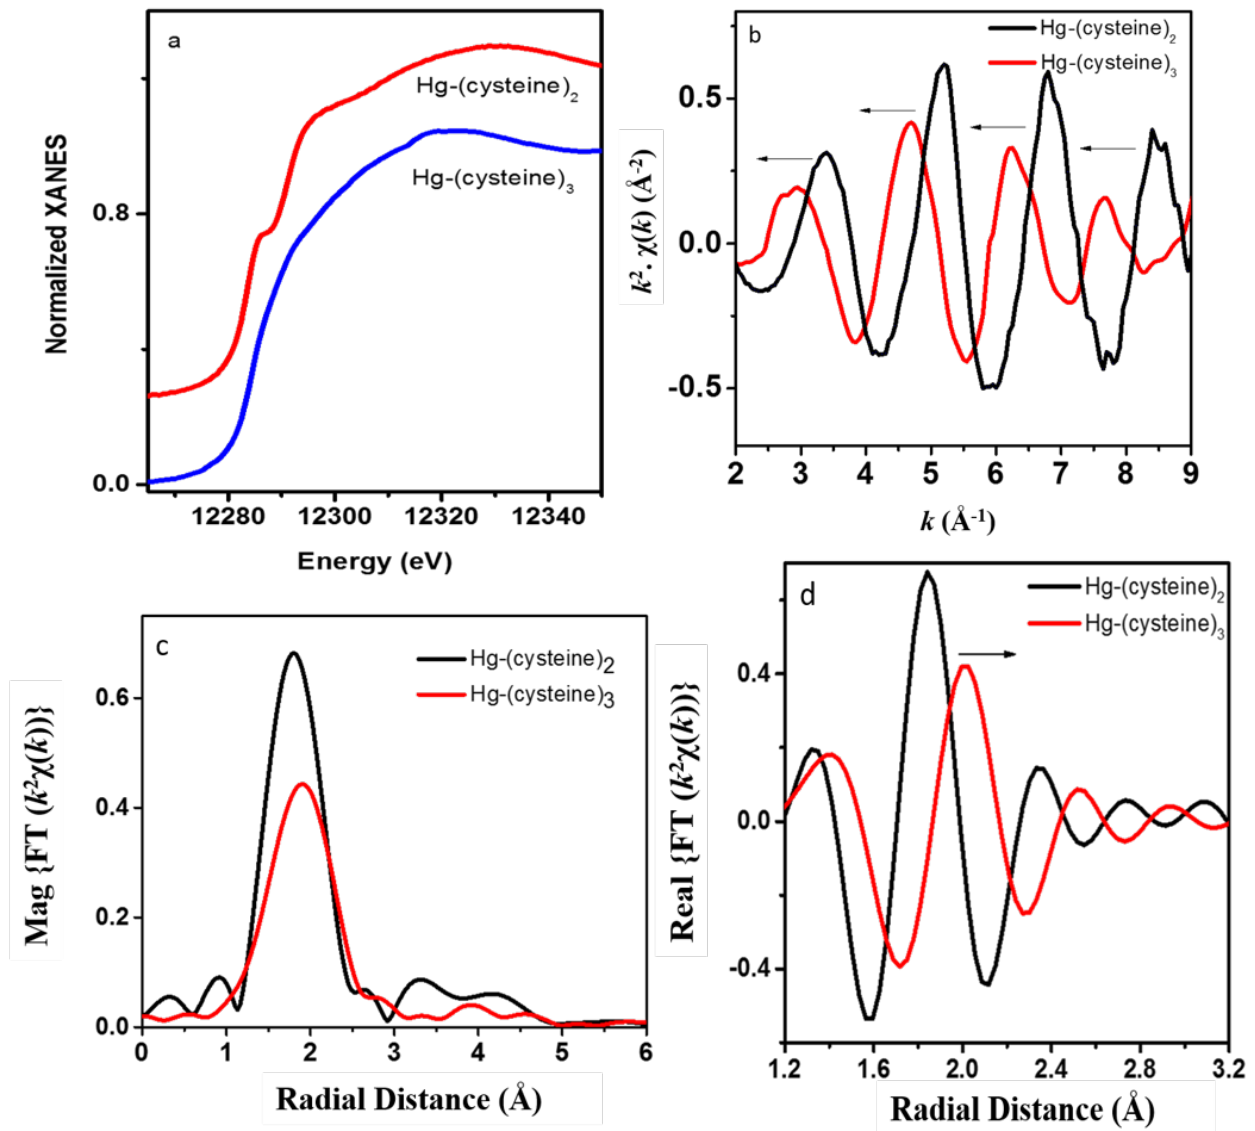 a
Hg-(cysteine)2
Hg-(cysteine)3
0.8
0.0
Normalized XANES
12280 12300 12320 12340
Energy (eV)
b
Hg-(cysteine)2
Hg-(cysteine)3
0.5
0.0
-0.5
k2. χ(k) (Å-2)
2 3 4 5 6 7 8 9
k (Å-1)
c
Hg-(cysteine)2
Hg-(cysteine)3
0.6
0.4
0.2
0.0
Mag {FT (k2χ(k))}
0 1 2 3 4 5 6
Radial Distance (Å)
d
Hg-(cysteine)2
Hg-(cysteine)3
0.4
0.0
-0.4
Real {FT (k2χ(k))}
1.2 1.6 2.0 2.4 2.8 3.2
Radial Distance (Å)